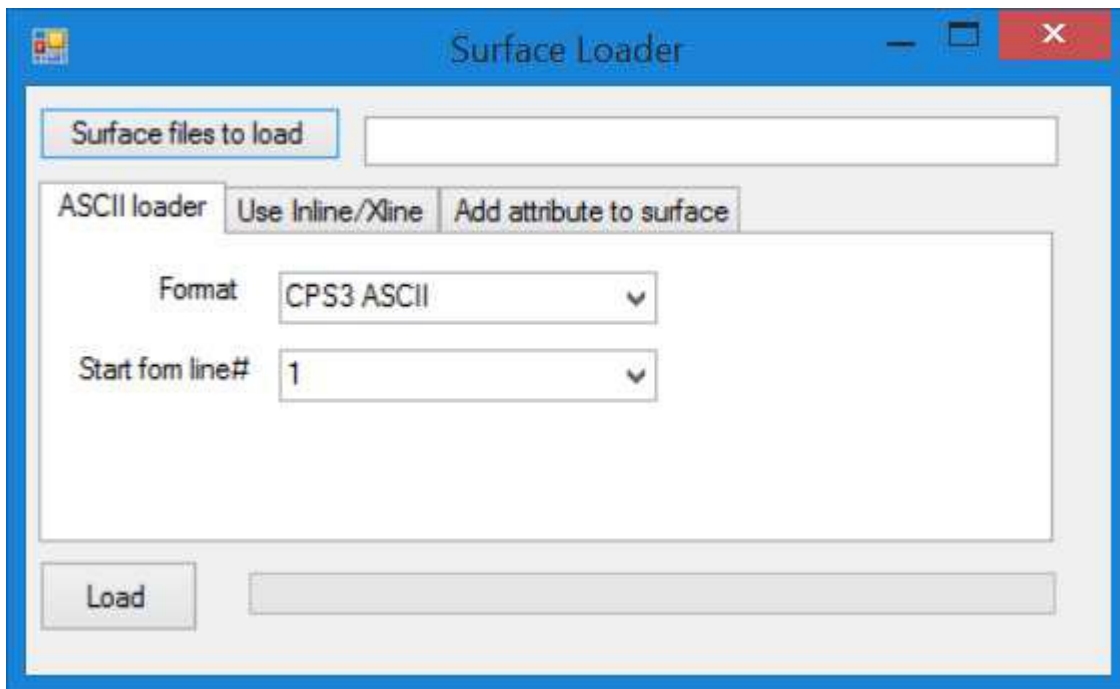 Surface Loader
Surface files to load
ASCII loader Use Inline/Xline Add attribute to surface
Format CPS3 ASCII
Start fom line# 1
Load